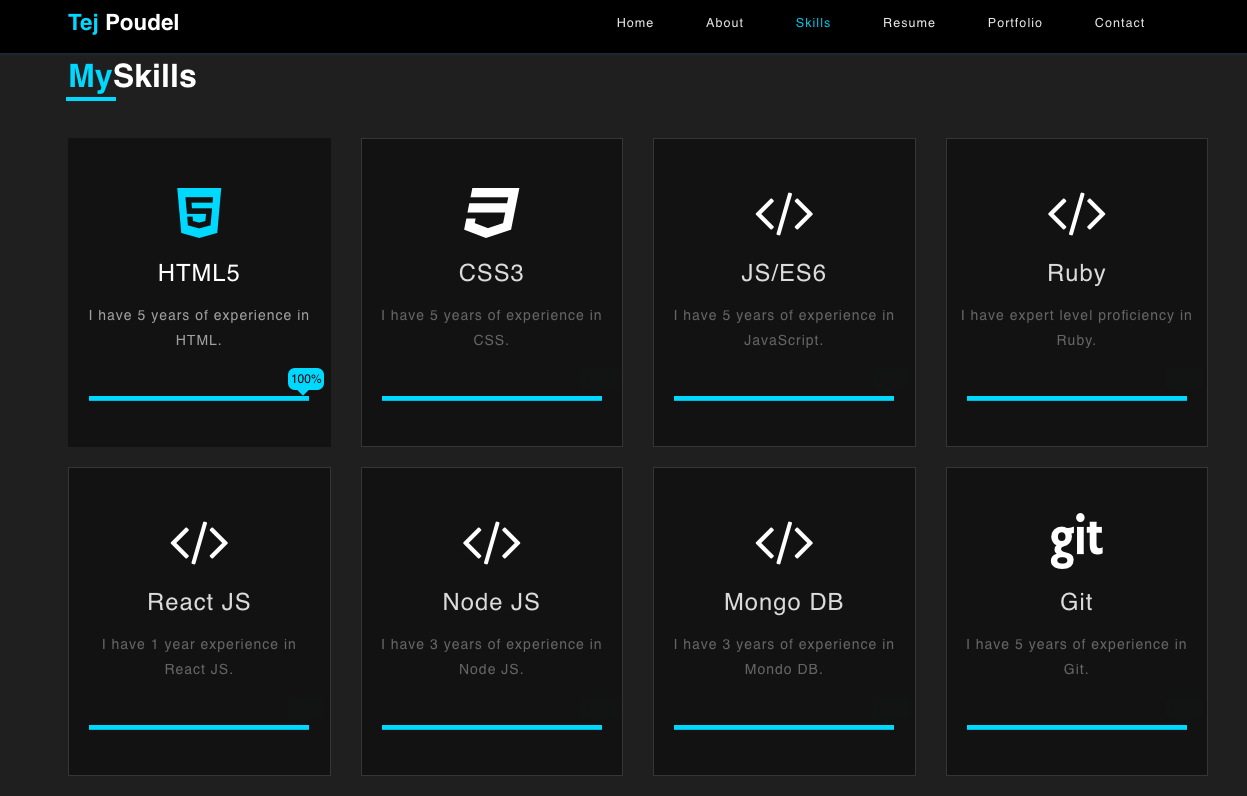 Tej Poudel
Home About Skills Resume Portfolio Contact
MySkills
HTML5
I have 5 years of experience in
HTML.
100%
CSS3
I have 5 years of experience in
CSS.
JS/ES6
I have 5 years of experience in
JavaScript.
Ruby
I have expert level proficiency in
Ruby.
React JS
I have 1 year experience in
React JS.
Node JS
I have 3 years of experience in
Node JS.
Mongo DB
I have 3 years of experience in
Mondo DB.
git
Git
I have 5 years of experience in
Git.